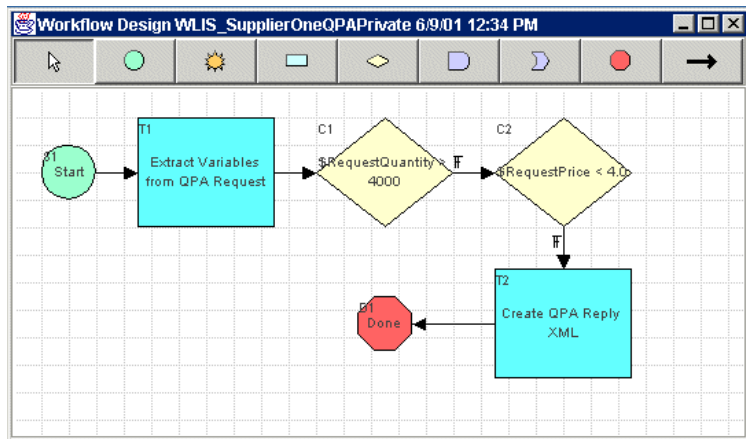 Workflow Design WLIS_SupplierOneQPAPrivate 6/9/01 12:34 PM
S1
Start
T1
Extract Variables
from QPA Request
C1
$RequestQuantity >
4000
C2
$RequestPrice < 4.0
T2
Create QPA Reply
XML
D1
Done